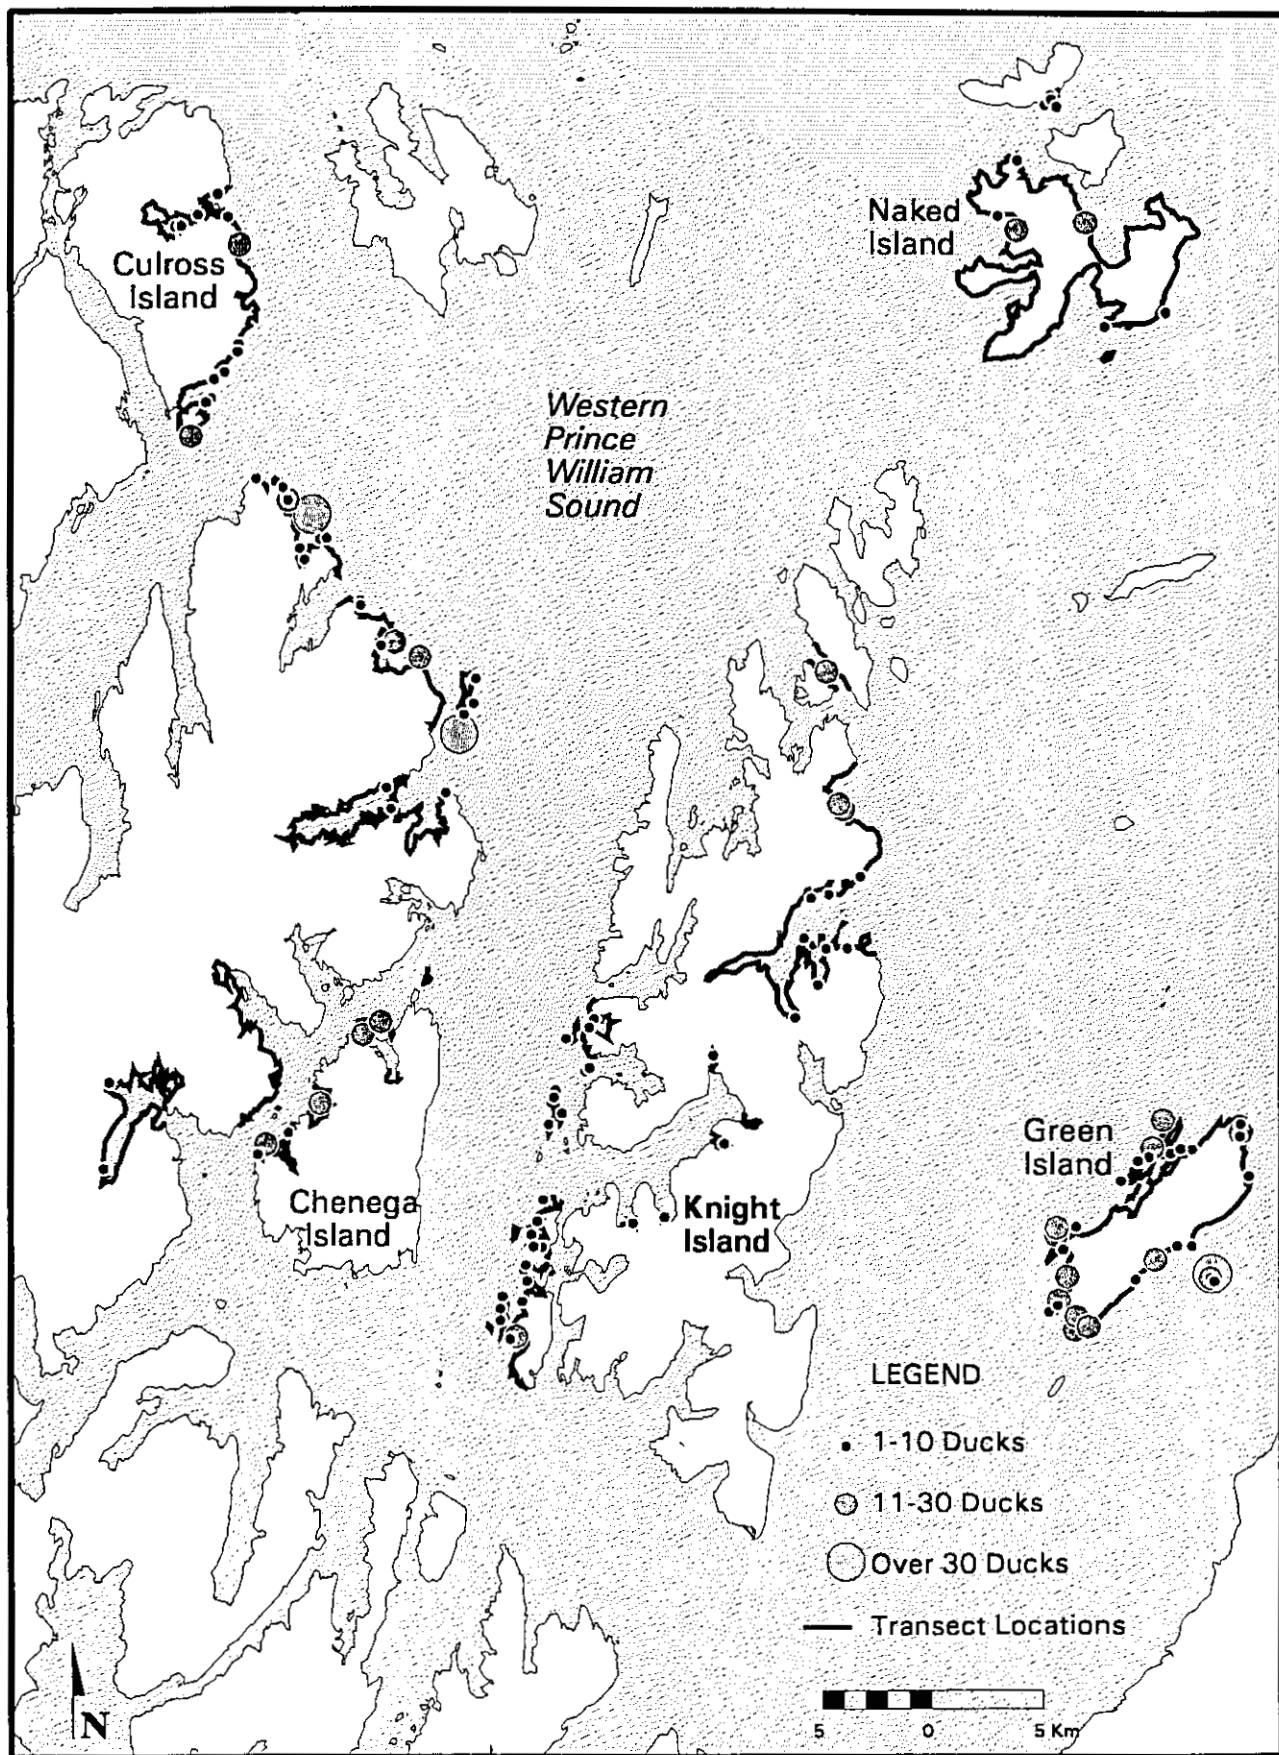 Naked
Island
Culross
Island
Western
Prince
William
Sound
Green
Island
Chenega
Island
Knight
Island
LEGEND
1-10 Ducks
11-30 Ducks
Over 30 Ducks
Transect Locations
N
5 0 5 Km